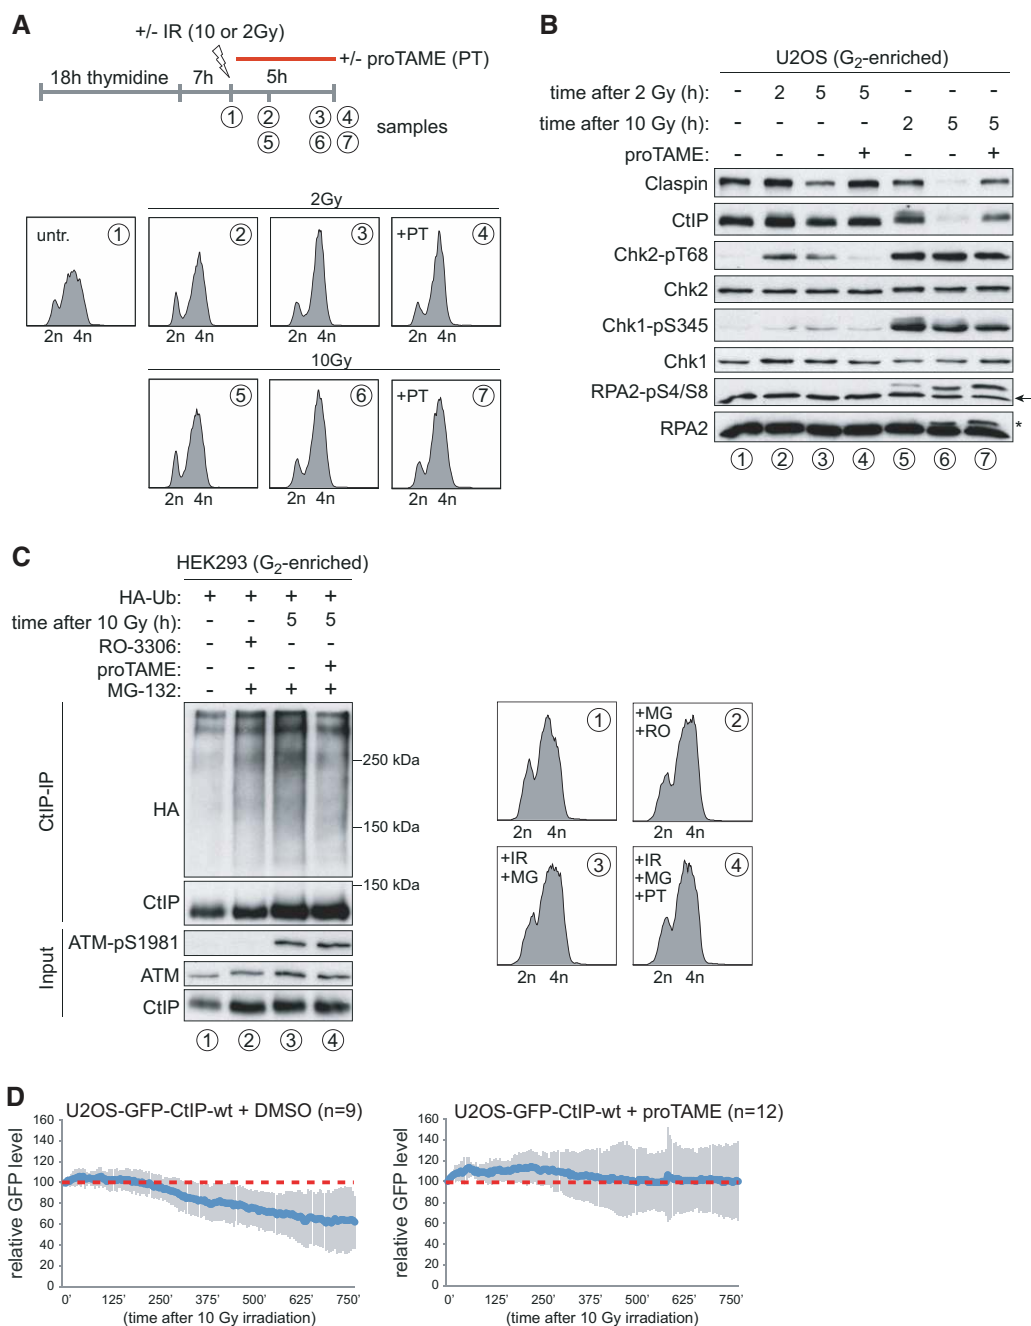 A
+/- IR (10 or 2Gy)
+/- proTAME (PT)
18h thymidine 7h 5h
1 2 3 4
5 6 7
samples
2Gy
untr. 1
2
3
+PT 4
2n 4n
2n 4n
2n 4n
2n 4n
10Gy
5
6
+PT 7
2n 4n
2n 4n
2n 4n
B
U2OS (G2-enriched)
time after 2 Gy (h): - 2 5 5 - - -
time after 10 Gy (h): - - - - 2 5 5
proTAME: - - - + - - +
Claspin
CtIP
Chk2-pT68
Chk2
Chk1-pS345
Chk1
RPA2-pS4/S8
RPA2 *
1 2 3 4 5 6 7
C
HEK293 (G2-enriched)
HA-Ub: + + + +
time after 10 Gy (h): - - 5 5
RO-3306: - + - -
proTAME: - - - +
MG-132: - + + +
CtIP-IP
HA
250 kDa
150 kDa
150 kDa
CtIP
Input
ATM-pS1981
ATM
CtIP
1 2 3 4
1
+MG
+RO
2
2n 4n
2n 4n
+IR
+MG
3
+IR
+MG
+PT
4
2n 4n
2n 4n
D
U2OS-GFP-CtIP-wt + DMSO (n=9)
relative GFP level
160
140
120
100
80
60
40
20
0
0' 125' 250' 375' 500' 625' 750'
(time after 10 Gy irradiation)
U2OS-GFP-CtIP-wt + proTAME (n=12)
relative GFP level
160
140
120
100
80
60
40
20
0
0' 125' 250' 375' 500' 625' 750'
(time after 10 Gy irradiation)